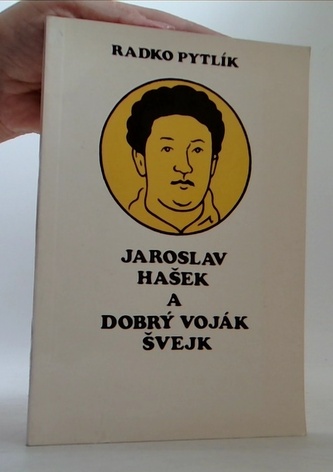 RADKO PYTLÍK
JAROSLAV
HAŠEK
A
DOBRÝ VOJÁK
ŠVEJK